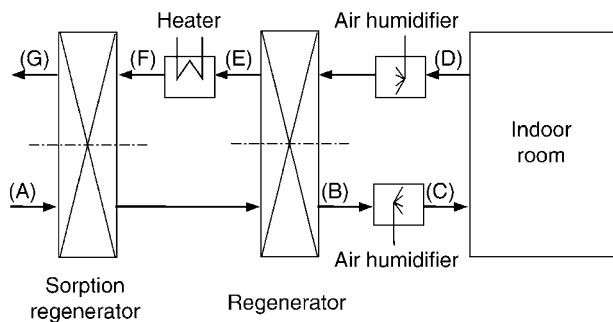 Heater
Air humidifier
(G)
(F)
(E)
(D)
Indoor
room
(A)
(B)
(C)
Air humidifier
Sorption
regenerator
Regenerator